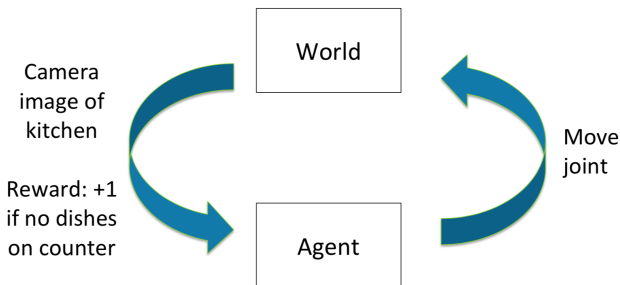 World
Camera
image of
kitchen
Move
joint
Reward: +1
if no dishes
on counter
Agent